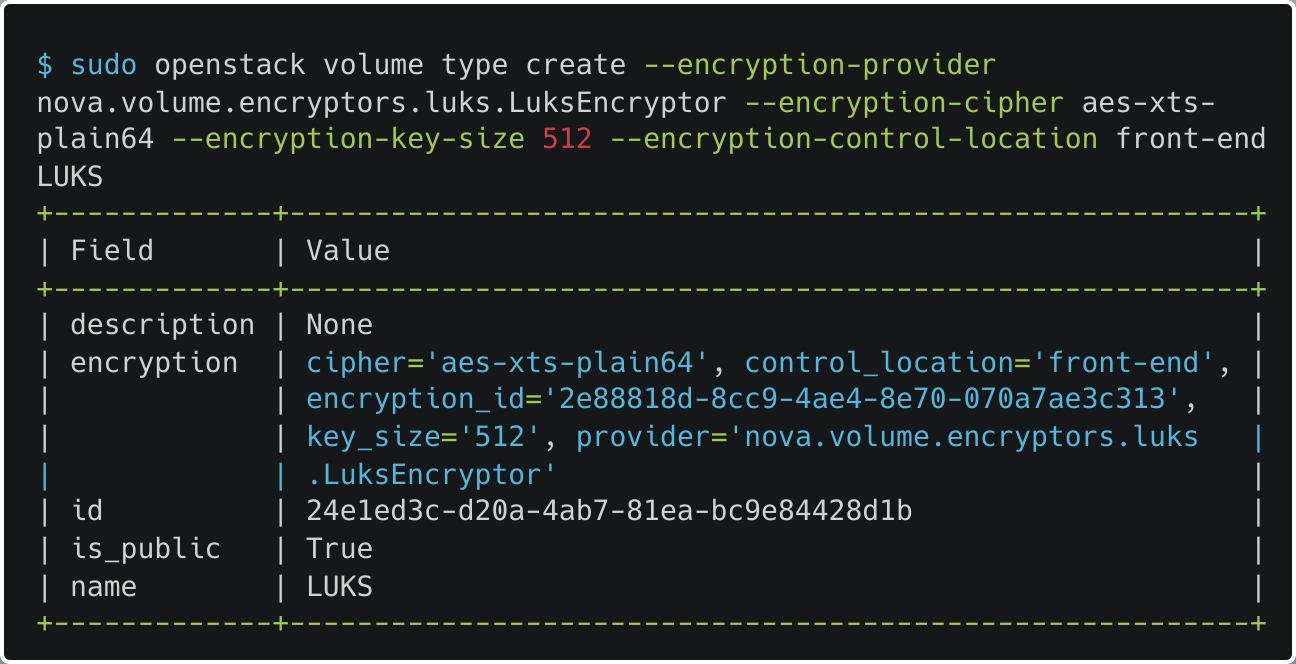 $ sudo openstack volume type create --encryption-provider
nova.volume.encryptors.luks.LuksEncryptor --encryption-cipher aes-xts-
plain64 --encryption-key-size 512 --encryption-control-location front-end
LUKS
+-------------+---------------------------------------------------------+
| Field       | Value                                                   |
+-------------+---------------------------------------------------------+
| description | None                                                    |
| encryption  | cipher='aes-xts-plain64', control_location='front-end', |
|             | encryption_id='2e88818d-8cc9-4ae4-8e70-070a7ae3c313',   |
|             | key_size='512', provider='nova.volume.encryptors.luks   |
|             | .LuksEncryptor'                                         |
| id          | 24e1ed3c-d20a-4ab7-81ea-bc9e84428d1b                    |
| is_public   | True                                                    |
| name        | LUKS                                                    |
+-------------+---------------------------------------------------------+